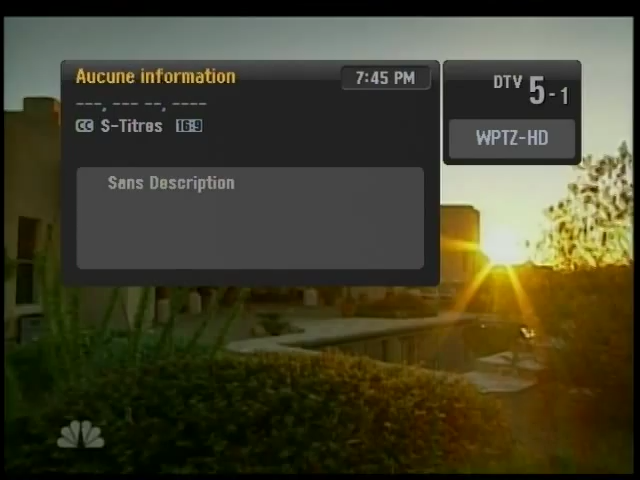 Aucune information
7:45 PM
---, --- --, ----
CC S-Titres 16:9
Sans Description
DTV 5-1
WPTZ-HD